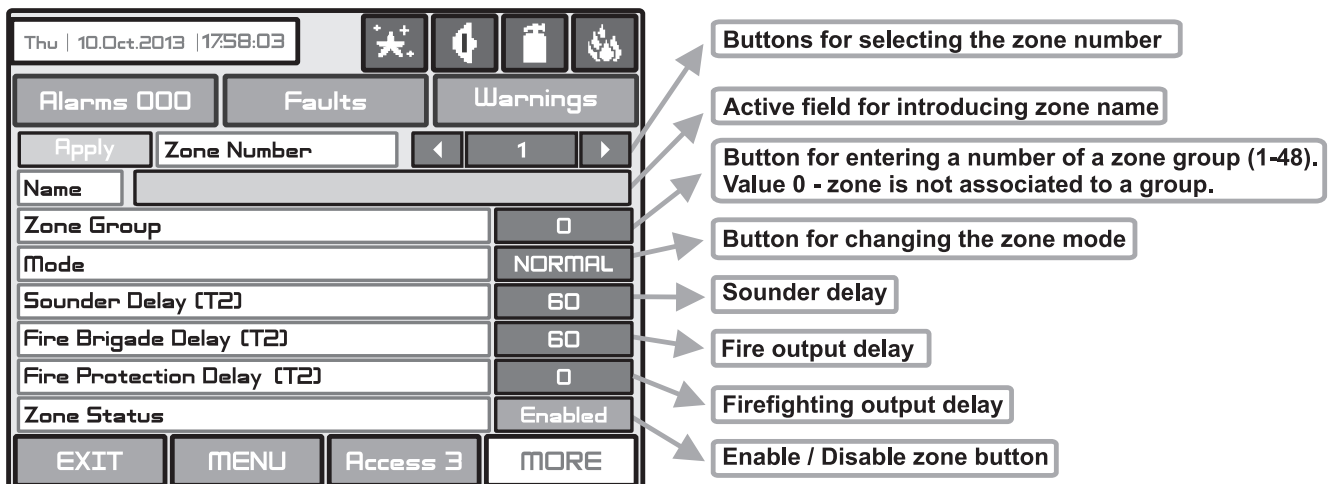 Thu | 10.Oct.2013 | 17:58:03
Alarms 000 Faults Warnings
Apply Zone Number 1
Name
Zone Group 0
Mode NORMAL
Sounder Delay (T2) 60
Fire Brigade Delay (T2) 60
Fire Protection Delay (T2) 0
Zone Status Enabled
EXIT MENU Access 3 MORE
Buttons for selecting the zone number
Active field for introducing zone name
Button for entering a number of a zone group (1-48).
Value 0 - zone is not associated to a group.
Button for changing the zone mode
Sounder delay
Fire output delay
Firefighting output delay
Enable / Disable zone button